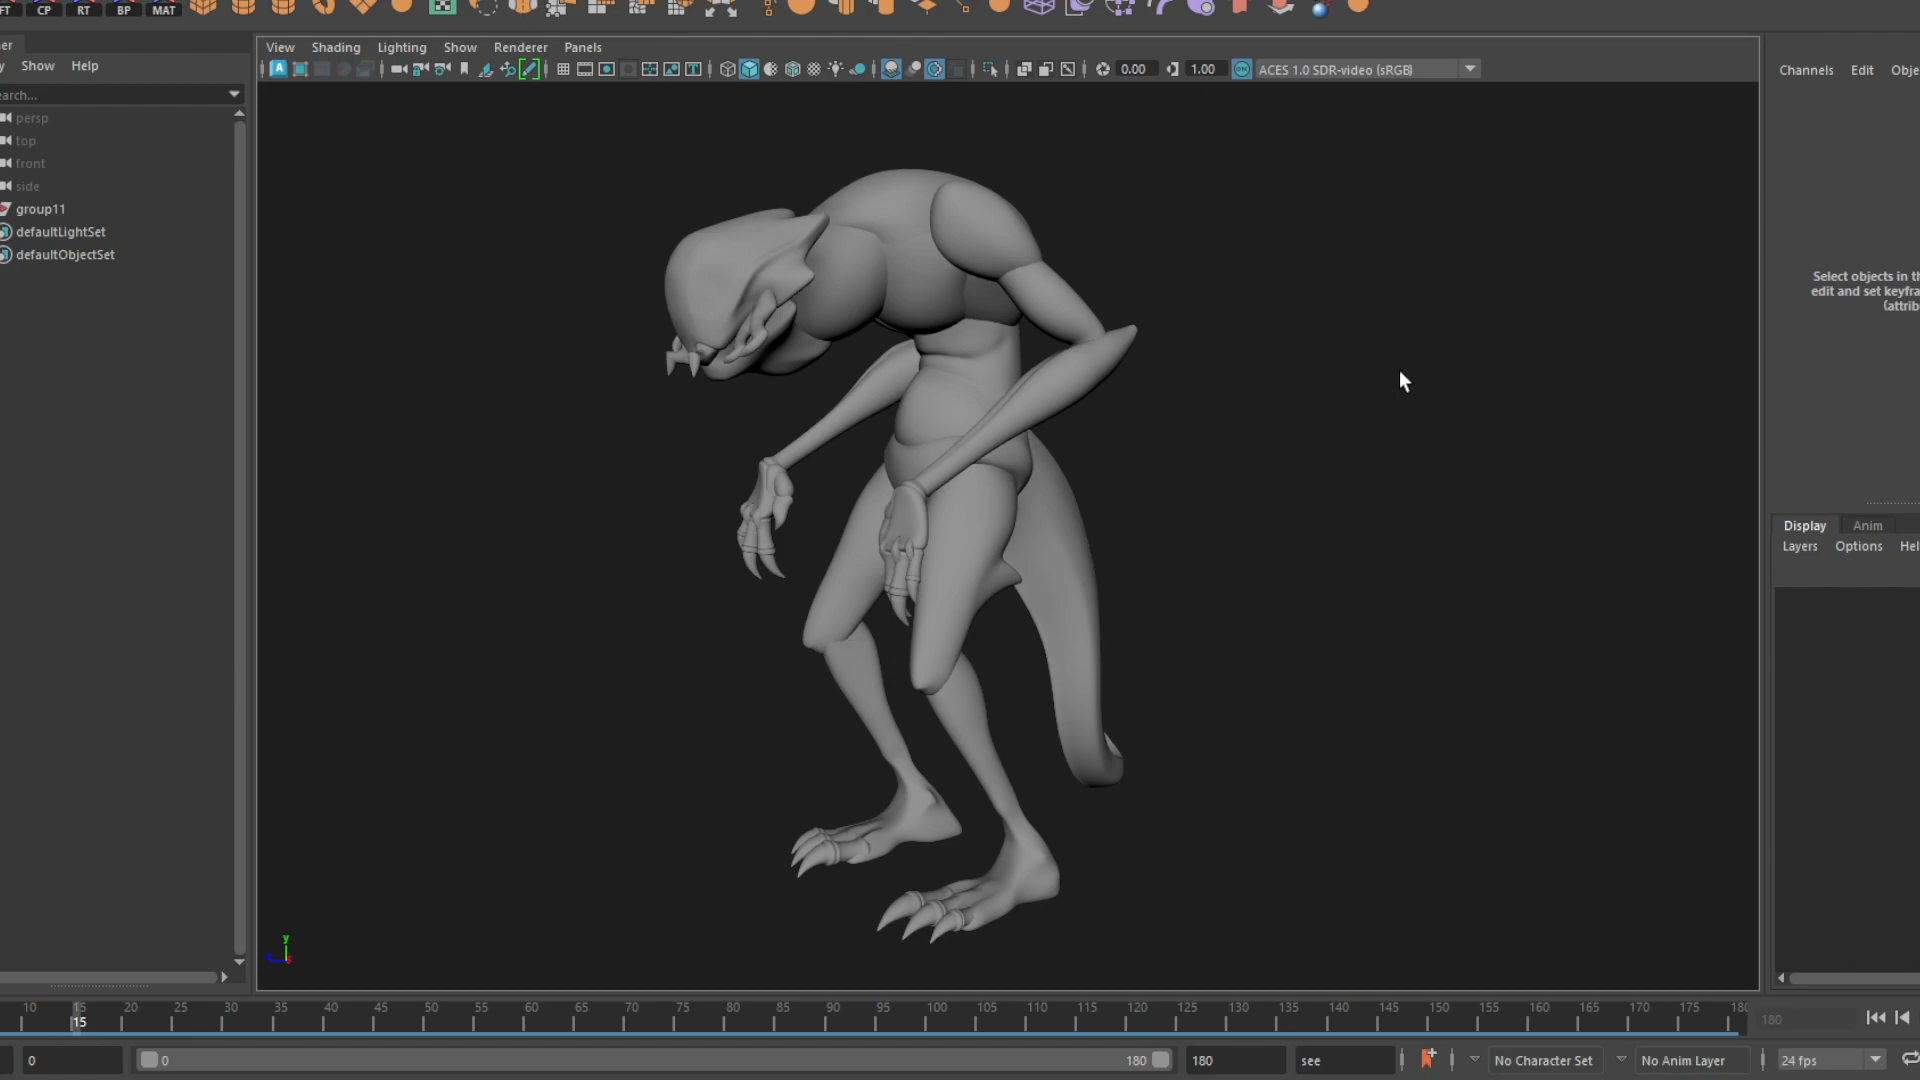 FT CP RT BP MAT
er
y Show Help
earch...
persp
top
front
side
group11
defaultLightSet
defaultObjectSet
View Shading Lighting Show Renderer Panels
0.00 1.00 ON ACES 1.0 SDR-video (sRGB)
Channels Edit Obje
Select objects in th
edit and set keyfra
(attrib
Display Anim
Layers Options Hel
y
10 15 20 25 30 35 40 45 50 55 60 65 70 75 80 85 90 95 100 105 110 115 120 125 130 135 140 145 150 155 160 165 170 175 180
15
180
0 0 180 180 see No Character Set No Anim Layer 24 fps